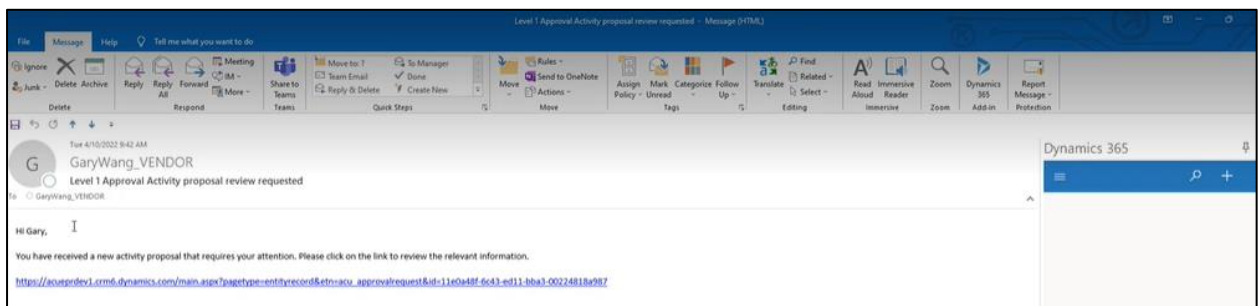 Level 1 Approval Activity proposal review requested - Message (HTML)
File Message Help Tell me what you want to do
Ignore
Junk
Delete Archive
Reply Reply All Forward
Meeting
IM
More
Share to Teams
Move to: ?
Team Email
Reply & Delete
To Manager
Done
Create New
Move
Rules
Send to OneNote
Actions
Assign Policy Mark Unread Categorize Follow Up
Translate
Find
Related
Select
Read Aloud Immersive Reader
Zoom
Dynamics 365
Report Message
Delete Respond Teams Quick Steps Move Tags Editing Immersive Zoom Add-in Protection
Tue 4/10/2022 9:42 AM
G
GaryWang_VENDOR
Level 1 Approval Activity proposal review requested
To GaryWang_VENDOR
Dynamics 365
Hi Gary,
You have received a new activity proposal that requires your attention. Please click on the link to review the relevant information.
https://acueprdev1.crm6.dynamics.com/main.aspx?pagetype=entityrecord&etn=acu_approvalrequest&id=11e0a48f-6c43-ed11-bba3-00224818a987